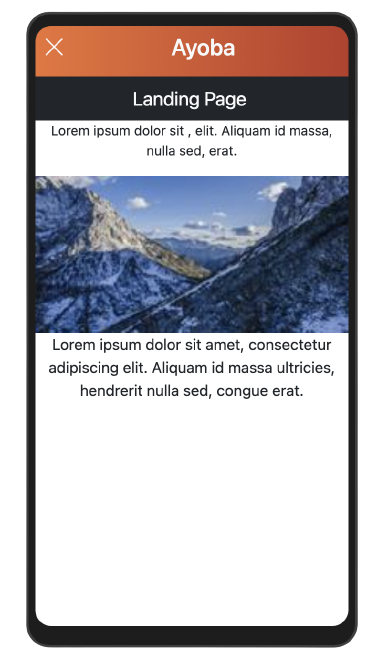 Ayoba
Landing Page
Lorem ipsum dolor sit , elit. Aliquam id massa,
nulla sed, erat.
Lorem ipsum dolor sit amet, consectetur
adipiscing elit. Aliquam id massa ultricies,
hendrerit nulla sed, congue erat.